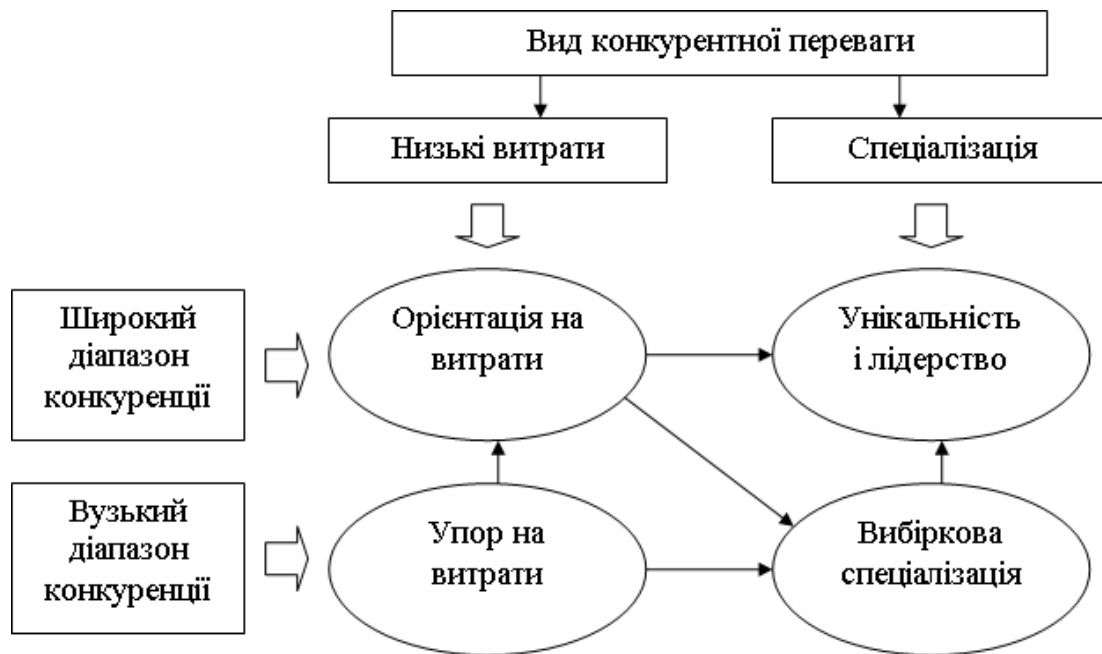 Вид конкурентної переваги
Низькі витрати
Спеціалізація
Широкий
діапазон
конкуренції
Орієнтація на
витрати
Унікальність
і лідерство
Вузький
діапазон
конкуренції
Упор на
витрати
Вибіркова
спеціалізація